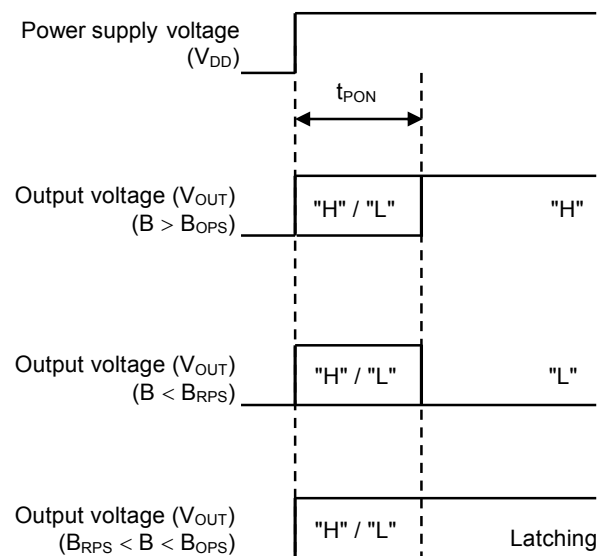 Power supply voltage
(VDD)
tPON
Output voltage (VOUT)
(B > BOPS)
"H" / "L"
"H"
Output voltage (VOUT)
(B < BRPS)
"H" / "L"
"L"
Output voltage (VOUT)
(BRPS < B < BOPS)
"H" / "L"
Latching